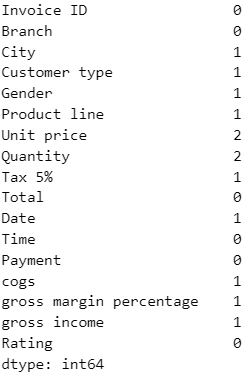 Invoice ID 0
Branch 0
City 1
Customer type 1
Gender 1
Product line 1
Unit price 2
Quantity 2
Tax 5% 1
Total 0
Date 1
Time 0
Payment 0
cogs 1
gross margin percentage 1
gross income 1
Rating 0
dtype: int64